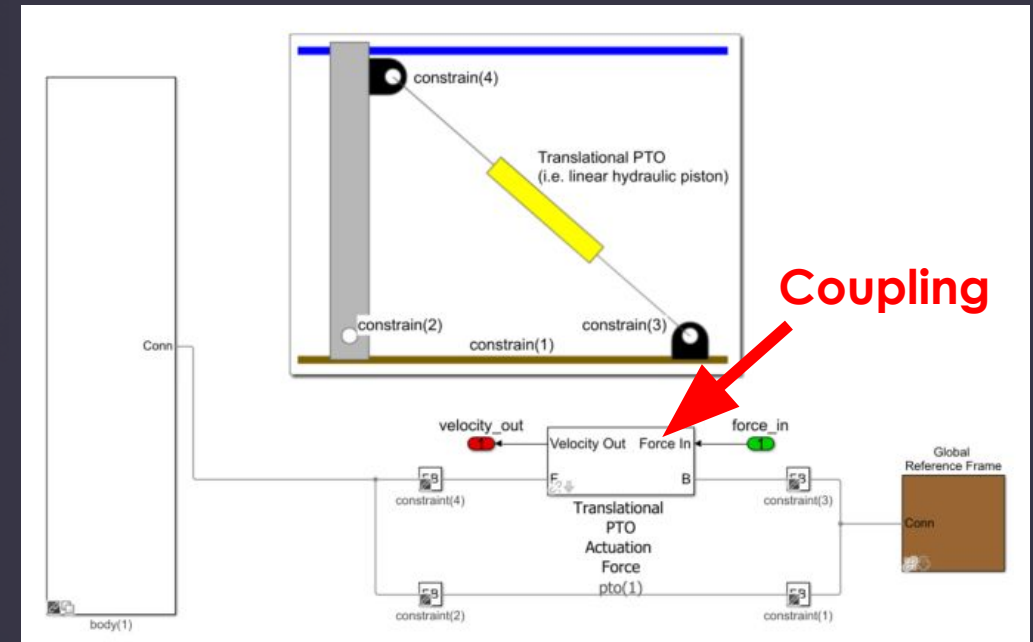 constrain(4)
Translational PTO
(i.e. linear hydraulic piston)
constrain(2)
constrain(3)
constrain(1)
Coupling
Conn
velocity_out
force_in
1
Velocity Out
Force In
1
F
B
constraint(4)
constraint(3)
Translational
PTO
Actuation
Force
pto(1)
Global
Reference Frame
Conn
constraint(2)
constraint(1)
body(1)